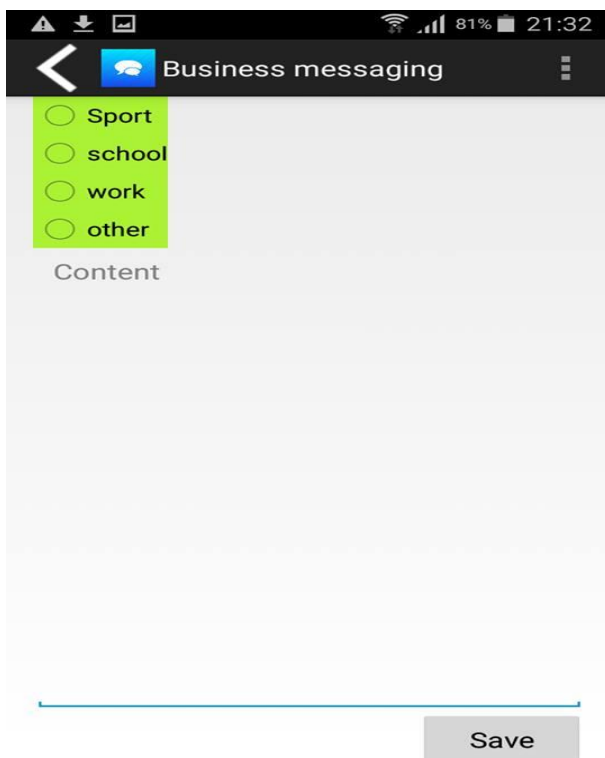 81% 21:32
Business messaging
Sport
school
work
other
Content
Save